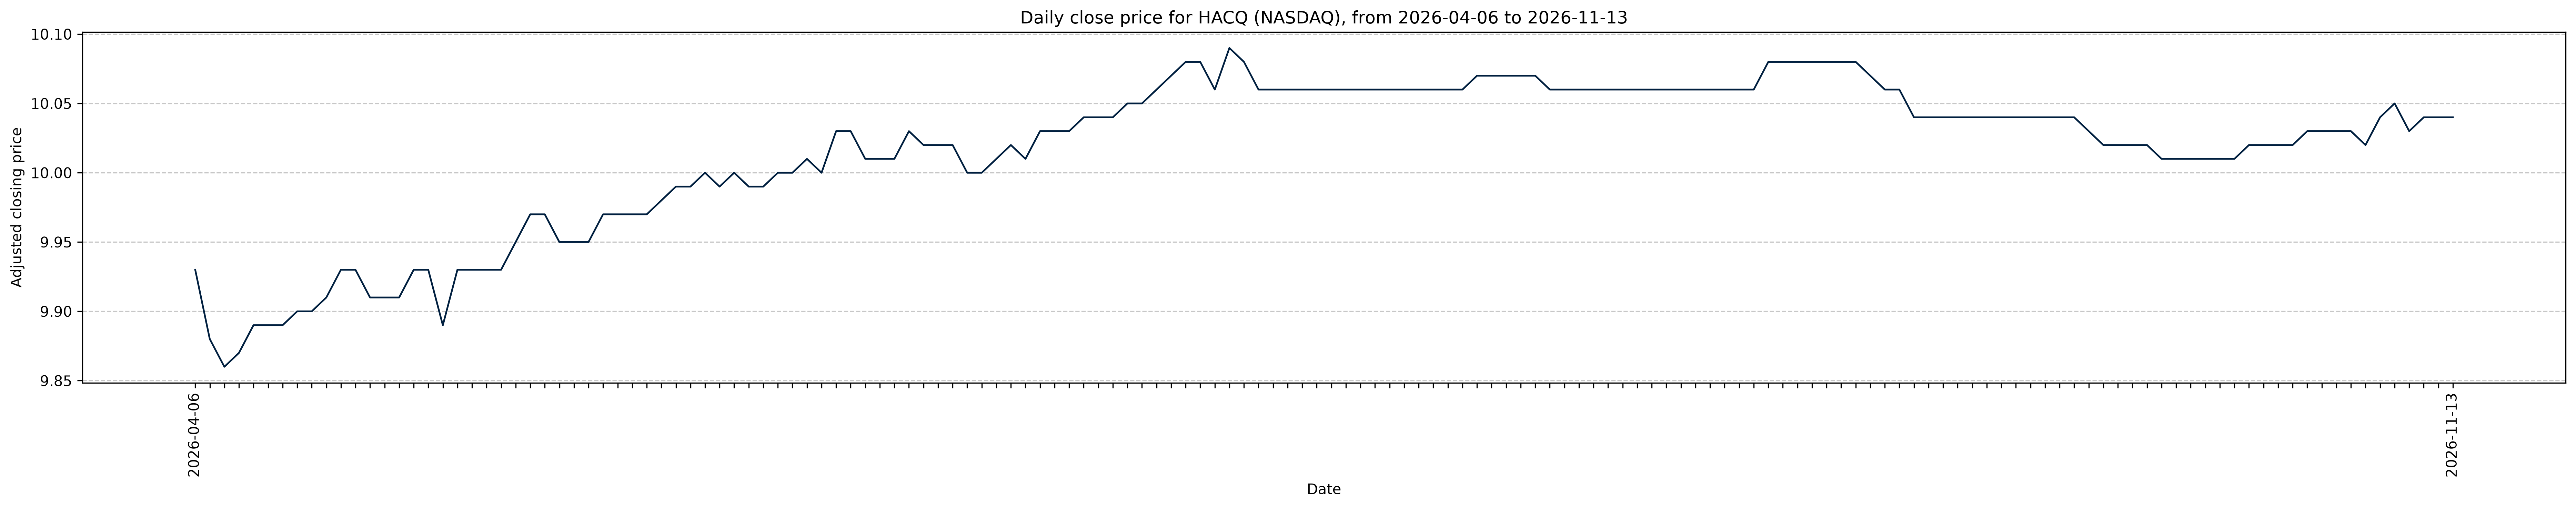 Daily close price for HACQ (NASDAQ), from 2026-04-06 to 2026-11-13
10.10
10.05
10.00
9.95
9.90
9.85
Adjusted closing price
2026-04-06
2026-11-13
Date